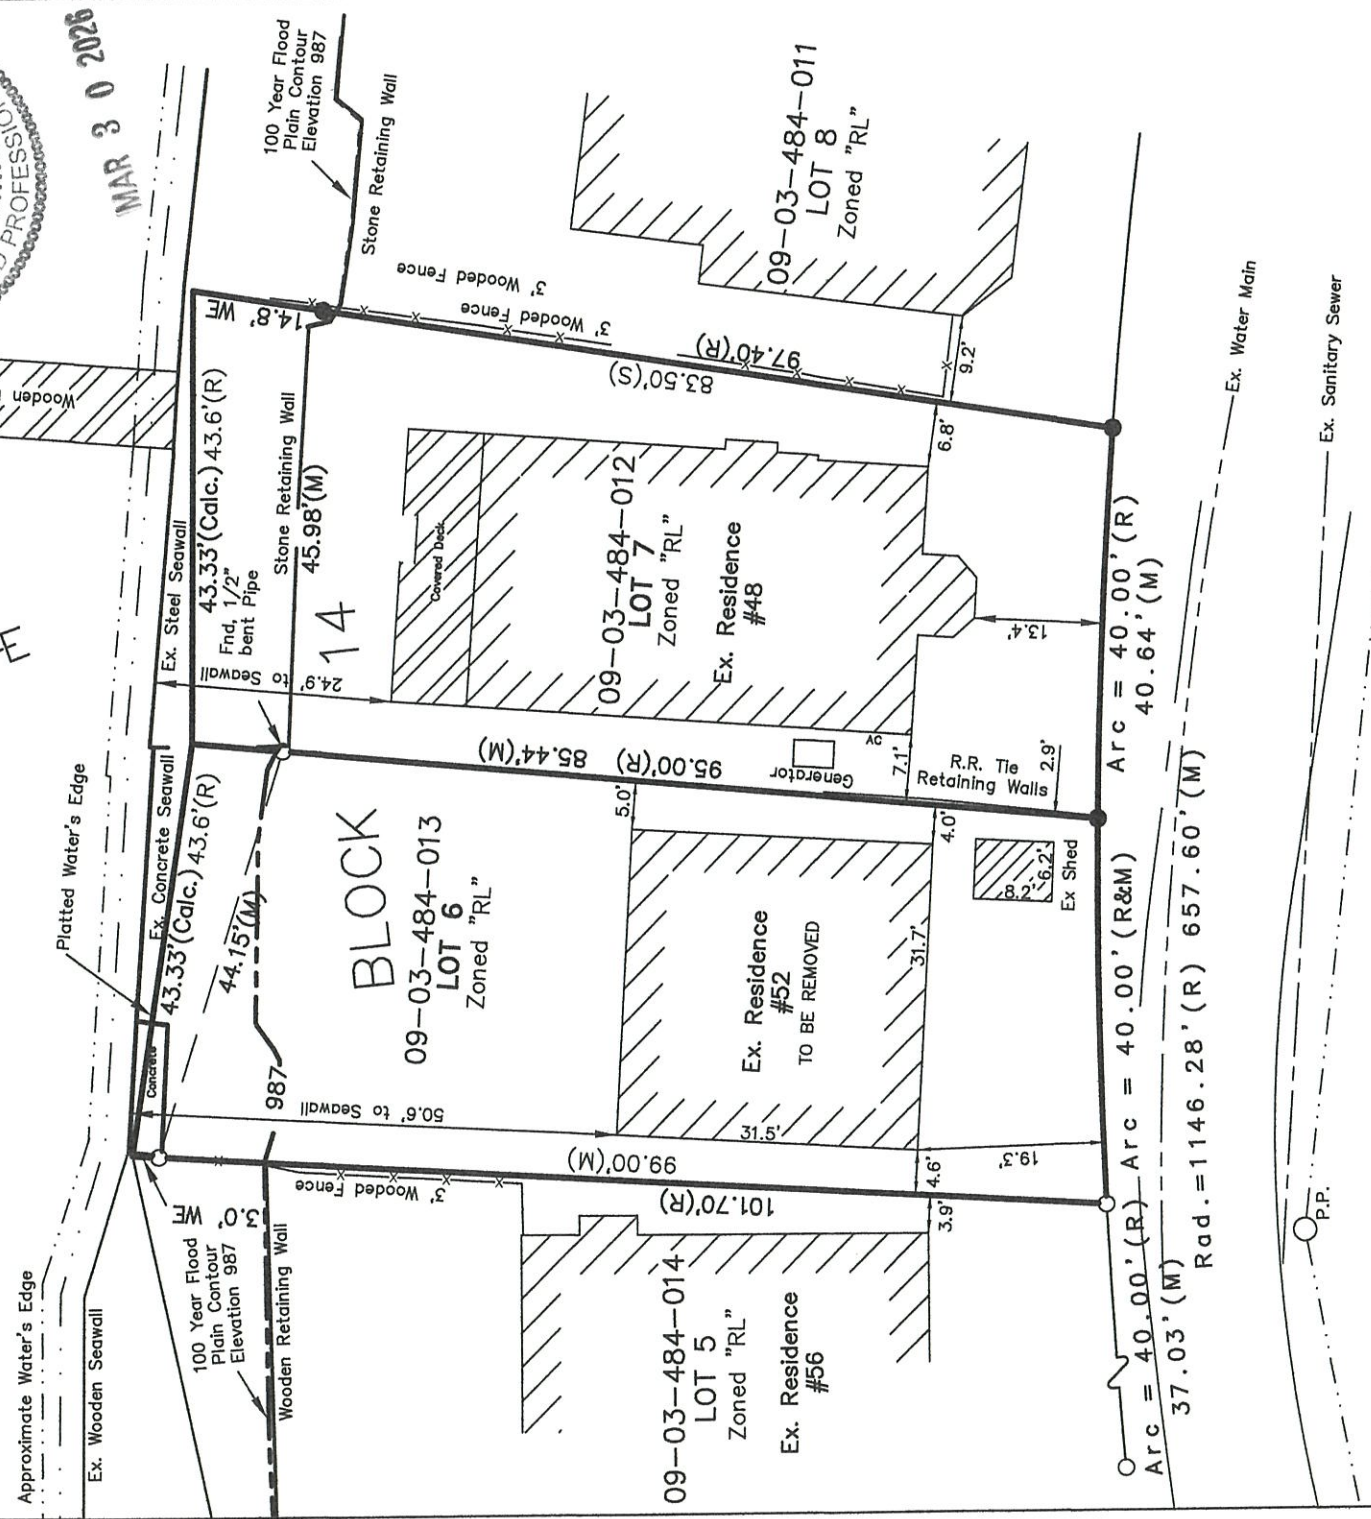 PROFESSION
MAR 3 0 2026
E
Wooden
100 Year Flood
Plain Contour
Elevation 987
Stone Retaining Wall
09-03-484-011
LOT 8
Zoned "RL"
3' Wooded Fence
3' Wooded Fence
14.8' WE
97.40'(R)
83.50'(S)
9.2'
6.8'
Ex. Steel Seawall
43.33'(Calc.) 43.6'(R)
Fnd, 1/2"
bent Pipe
Stone Retaining Wall
45.98'(M)
24.9' to Seawall
14
Covered Deck
09-03-484-012
LOT 7
Zoned "RL"
Ex. Residence
#48
13.4'
85.44'(M)
95.00'(R)
Generator
7.1'
R.R. Tie
Retaining Walls
2.9'
Platted Water's Edge
Ex. Concrete Seawall
43.33'(Calc.) 43.6'(R)
44.15'(M)
Concrete
987
BLOCK
09-03-484-013
LOT 6
Zoned "RL"
50.6' to Seawall
5.0'
4.0'
Ex. Residence
#52
TO BE REMOVED
31.7'
31.5'
8.2'
6.2'
Ex Shed
19.3'
99.00'(M)
101.70'(R)
4.6'
3.9'
3' Wooded Fence
3.0' WE
100 Year Flood
Plain Contour
Elevation 987
Wooden Retaining Wall
Approximate Water's Edge
Ex. Wooden Seawall
09-03-484-014
LOT 5
Zoned "RL"
Ex. Residence
#56
Arc = 40.00'(R)
37.03'(M)
Arc = 40.00'(R&M)
Arc = 40.00'(R)
40.64'(M)
Rad.=1146.28'(R) 657.60'(M)
Ex. Water Main
Ex. Sanitary Sewer
P.P.